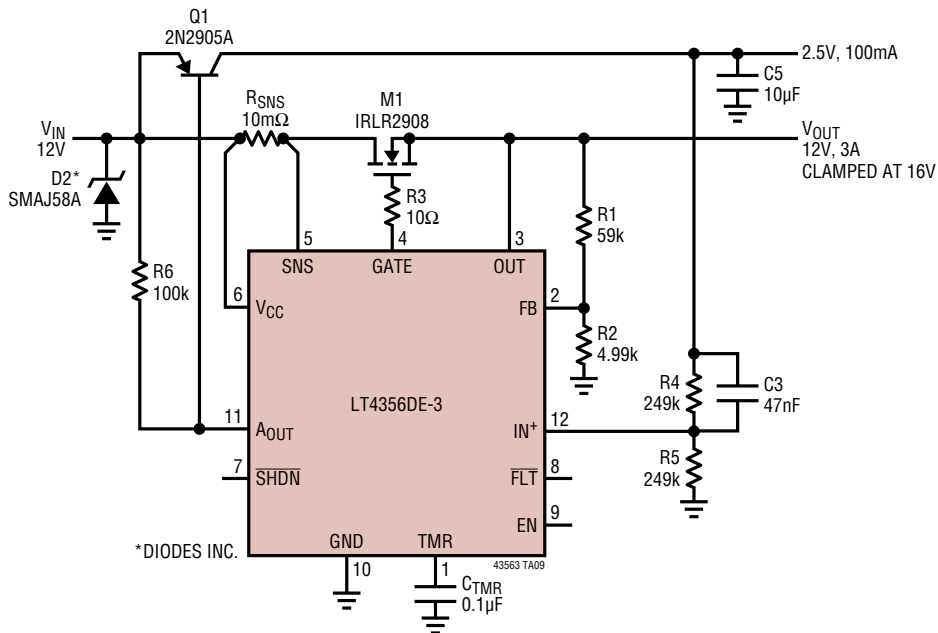 Q1
2N2905A
2.5V, 100mA
C5
10µF
VIN
12V
RSNS
10mΩ
M1
IRLR2908
VOUT
12V, 3A
CLAMPED AT 16V
D2*
SMAJ58A
R3
10Ω
R1
59k
R6
100k
5
4
3
SNS
GATE
OUT
6
VCC
FB
2
R2
4.99k
LT4356DE-3
R4
249k
C3
47nF
11
AOUT
IN+
12
R5
249k
7
SHDN
FLT
8
EN
9
*DIODES INC.
GND
TMR
10
1
43563 TA09
CTMR
0.1µF